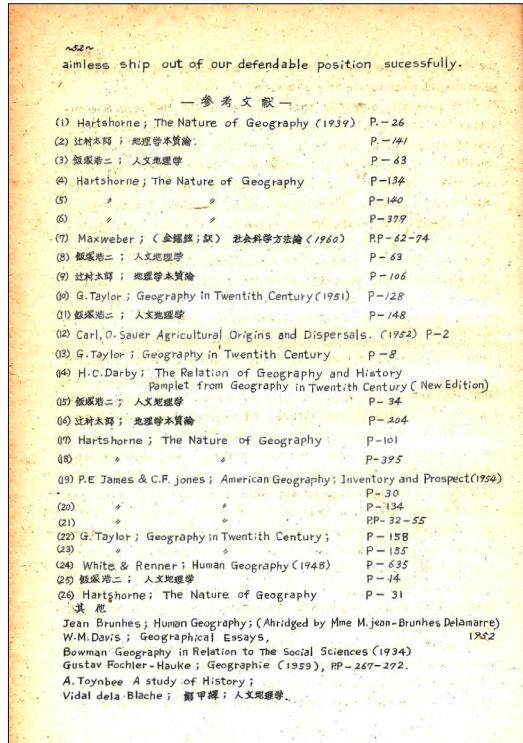 ~52~
aimless ship out of our defendable position sucessfully.
— 參考文献 —
(1) Hartshorne; The Nature of Geography (1939) P.-26
(2) 辻村太郎; 地理学本質論. P.-141
(3) 飯塚浩二; 人文地理学 P-63
(4) Hartshorne; The Nature of Geography P-134
(5) 〃 〃 P-140
(6) 〃 〃 P-379
(7) Maxweber; ( ;訳) 社会科学方法論 (1960) P.P-62-74
(8) 飯塚浩二; 人文地理学 P-63
(9) 辻村太郎; 地理学本質論 P-106
(10) G.Taylor; Geography in Twentith Century (1951) P-128
(11) 飯塚浩二; 人文地理学 P-148
(12) Carl,O.Sauer Agricultural Origins and Dispersals. (1952) P-2
(13) G.Taylor; Geography in Twentith Century P-8
(14) H.C.Darby; The Relation of Geography and History
Pamplet from Geography in Twentith Century (New Edition)
(15) 飯塚浩二; 人文地理学 P-34
(16) 辻村太郎; 地理学本質論 P-204
(17) Hartshorne; The Nature of Geography P-101
(18) 〃 〃 P-395
(19) P.E James & C.F. jones; American Geography; Inventory and Prospect(1954)
P-30
(20) 〃 〃 P-134
(21) 〃 〃 P.P-32-55
(22) G.Taylor; Geography in Twentith Century; P-158
(23) 〃 〃 P-155
(24) White & Renner; Human Geography (1948) P-635
(25) 飯塚浩二; 人文地理学 P-14
(26) Hartshorne; The Nature of Geography P-31
其他
Jean Brunhes; Human Geography; (Ahridged by Mme M.jean-Brunhes Delamarre)
W.M.Davis; Geographical Essays, 1952
Bowman Geography in Relation to The Social Sciences (1934)
Gustav Fochler-Hauke; Geographie (1959), P.P-267-272.
A.Toynbee A study of History;
Vidal dela Blache; 鄭甲譯; 人文地理学.